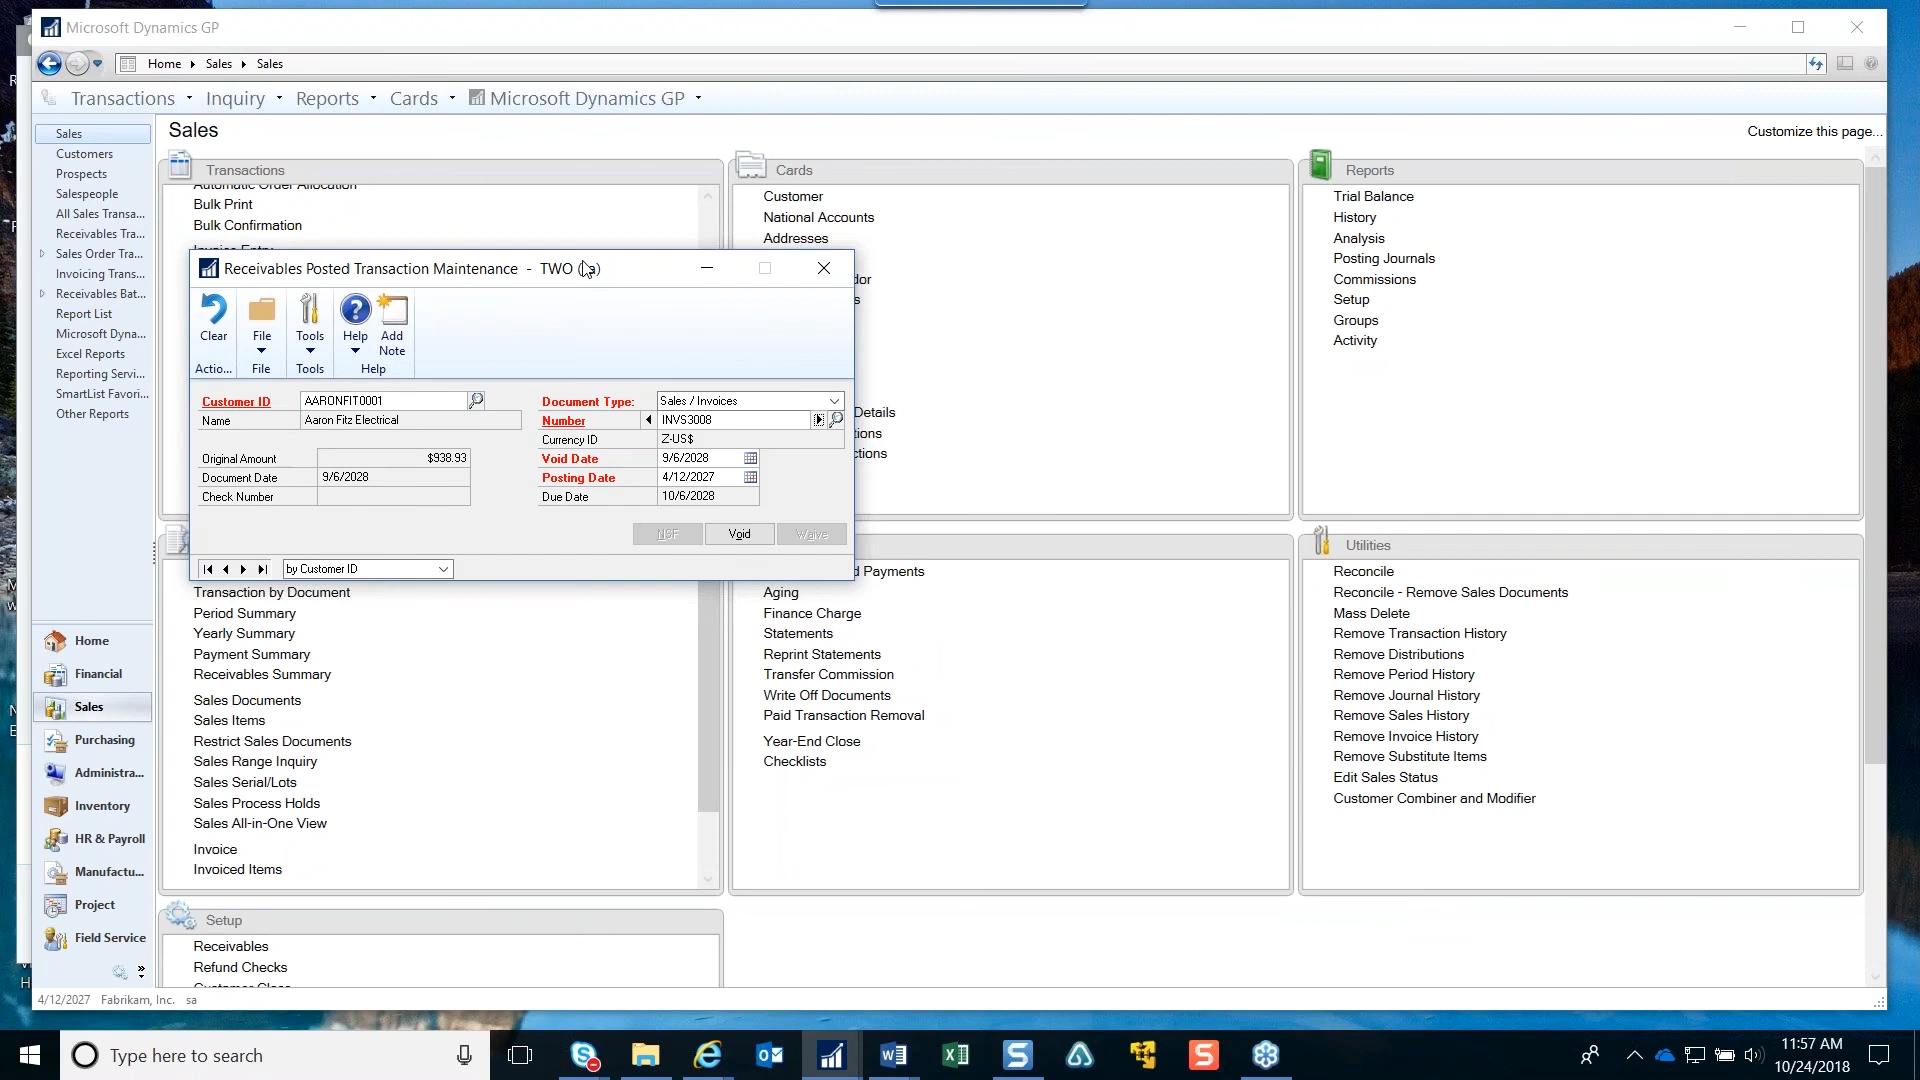 Microsoft Dynamics GP
Home Sales Sales
Transactions Inquiry Reports Cards Microsoft Dynamics GP
Sales
Customers
Prospects
Salespeople
All Sales Transa...
Receivables Tra...
Sales Order Tra...
Invoicing Trans...
Receivables Bat...
Report List
Microsoft Dyna...
Excel Reports
Reporting Servi...
SmartList Favori...
Other Reports
Home
Financial
Sales
Purchasing
Administra...
Inventory
HR & Payroll
Manufactu...
Project
Field Service
Sales
Customize this page...
Transactions
Automatic Order Allocation
Bulk Print
Bulk Confirmation
Invoice Entry
Receivables Posted Transaction Maintenance - TWO (sa)
Clear
File
Tools
Help
Add Note
Actio...
File
Tools
Help
Customer ID AARONFIT0001
Name Aaron Fitz Electrical
Original Amount $938.93
Document Date 9/6/2028
Check Number
Document Type: Sales / Invoices
Number INVS3008
Currency ID Z-US$
Void Date 9/6/2028
Posting Date 4/12/2027
Due Date 10/6/2028
NSF Void Waive
by Customer ID
Transaction by Document
Period Summary
Yearly Summary
Payment Summary
Receivables Summary
Sales Documents
Sales Items
Restrict Sales Documents
Sales Range Inquiry
Sales Serial/Lots
Sales Process Holds
Sales All-in-One View
Invoice
Invoiced Items
Setup
Receivables
Refund Checks
Customer Class
Cards
Customer
National Accounts
Addresses
dor
s
Details
ions
ctions
d Payments
Aging
Finance Charge
Statements
Reprint Statements
Transfer Commission
Write Off Documents
Paid Transaction Removal
Year-End Close
Checklists
Reports
Trial Balance
History
Analysis
Posting Journals
Commissions
Setup
Groups
Activity
Utilities
Reconcile
Reconcile - Remove Sales Documents
Mass Delete
Remove Transaction History
Remove Distributions
Remove Period History
Remove Journal History
Remove Sales History
Remove Invoice History
Remove Substitute Items
Edit Sales Status
Customer Combiner and Modifier
4/12/2027 Fabrikam, Inc. sa
Type here to search
11:57 AM
10/24/2018